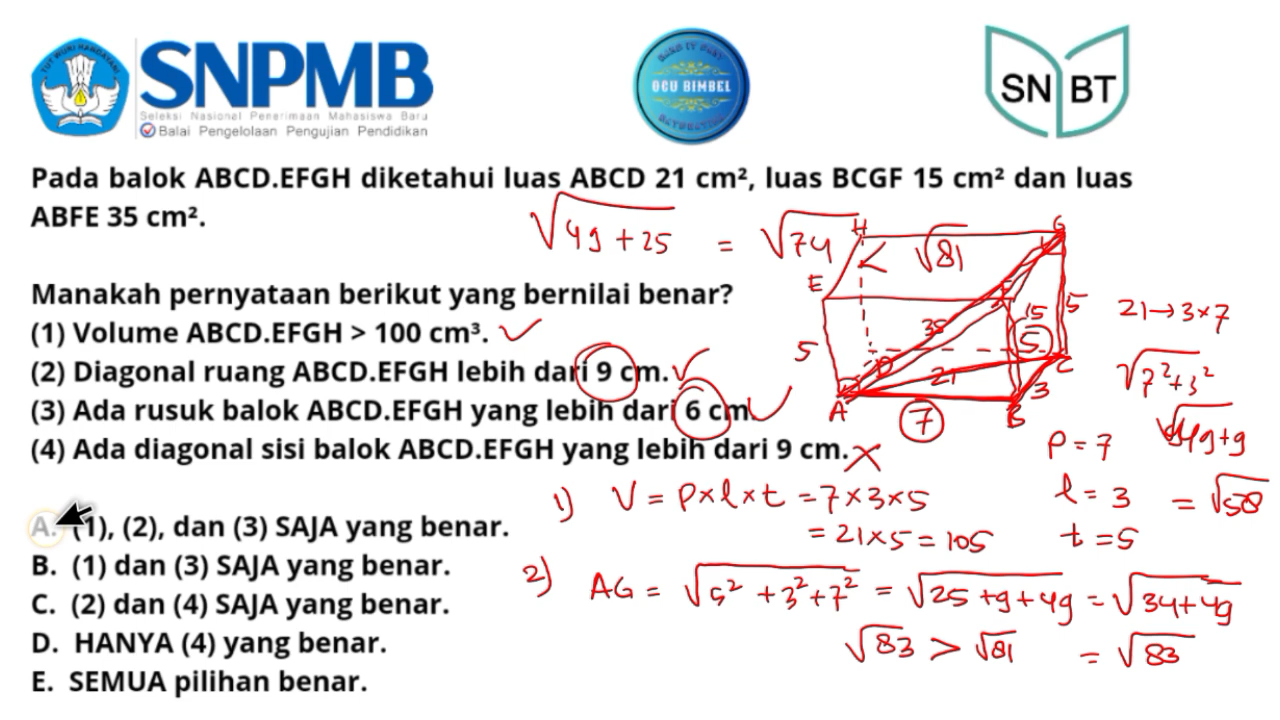 TUT WURI HANDAYANI
SNPMB
Seleksi Nasional Penerimaan Mahasiswa Baru
Balai Pengelolaan Pengujian Pendidikan
OCU BIMBEL
SN BT
Pada balok ABCD.EFGH diketahui luas ABCD 21 cm², luas BCGF 15 cm² dan luas
ABFE 35 cm².
√49+25 = √74
H
G
√81
E
F
35
15
5
5
5
D
C
21
3
A
7
B
21→3×7
√7²+3²
√49+9
= √58
Manakah pernyataan berikut yang bernilai benar?
(1) Volume ABCD.EFGH > 100 cm³.
(2) Diagonal ruang ABCD.EFGH lebih dari 9 cm.
(3) Ada rusuk balok ABCD.EFGH yang lebih dari 6 cm
(4) Ada diagonal sisi balok ABCD.EFGH yang lebih dari 9 cm.
p = 7
l = 3
t = 5
1) V = p×l×t = 7×3×5
= 21×5 = 105
2) AG = √5²+3²+7² = √25+9+49 = √34+49
√83 > √81 = √83
A. (1), (2), dan (3) SAJA yang benar.
B. (1) dan (3) SAJA yang benar.
C. (2) dan (4) SAJA yang benar.
D. HANYA (4) yang benar.
E. SEMUA pilihan benar.